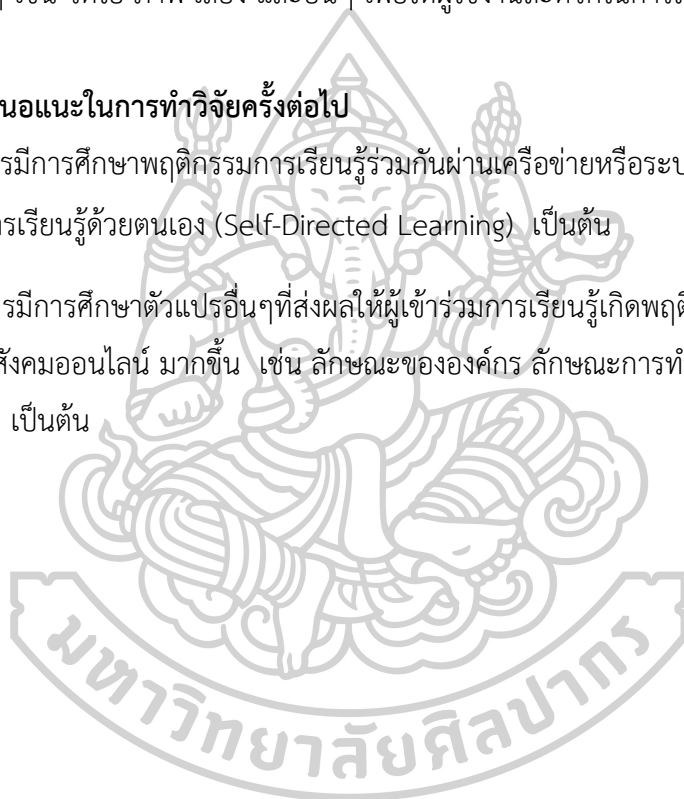 นอแนะในการทำวิจัยครั้งต่อไป
รมีการศึกษาพฤติกรรมการเรียนรู้ร่วมกันผ่านเครือข่ายหรือระบ
ารเรียนรู้ด้วยตนเอง (Self-Directed Learning) เป็นต้น
รมีการศึกษาตัวแปรอื่นๆที่ส่งผลให้ผู้เข้าร่วมการเรียนรู้เกิดพฤติ
สังคมออนไลน์ มากขึ้น เช่น ลักษณะขององค์กร ลักษณะการทำ
เป็นต้น
มหาวิทยาลัยศิลปากร